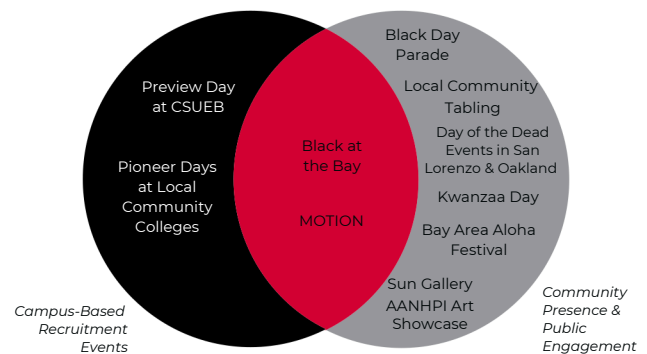 Preview Day
at CSUEB
Pioneer Days
at Local
Community
Colleges
Campus-Based
Recruitment
Events
Black at
the Bay
MOTION
Black Day
Parade
Local Community
Tabling
Day of the Dead
Events in San
Lorenzo & Oakland
Kwanzaa Day
Bay Area Aloha
Festival
Sun Gallery
AANHPI Art
Showcase
Community
Presence &
Public
Engagement